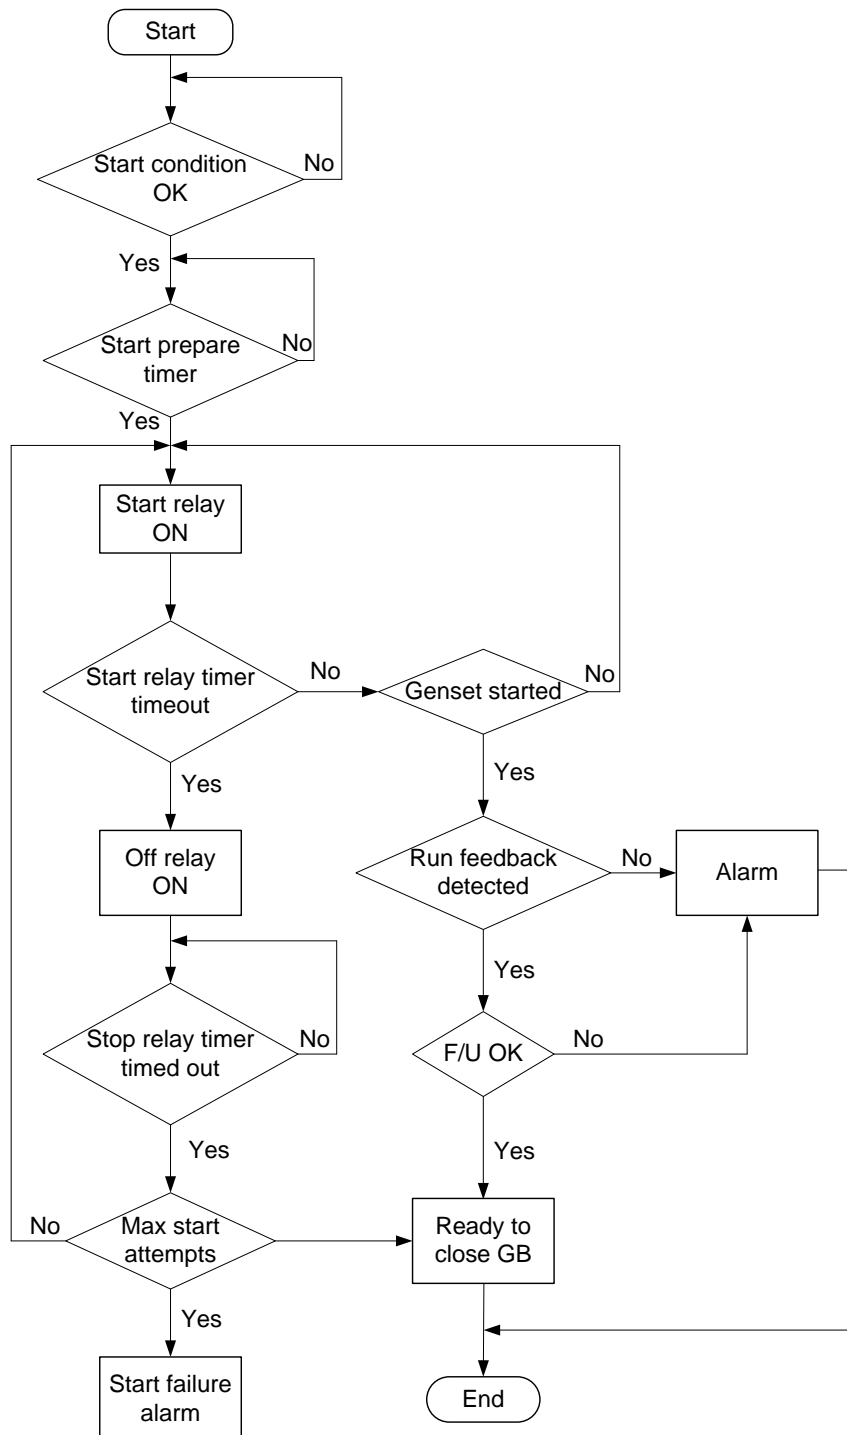 Start
Start condition
OK
No
Yes
Start prepare
timer
No
Yes
Start relay
ON
Start relay timer
timeout
No
Genset started
No
Yes
Yes
Off relay
ON
Run feedback
detected
No
Alarm
Yes
Stop relay timer
timed out
No
F/U OK
No
Yes
Yes
No
Max start
attempts
Ready to
close GB
Yes
Start failure
alarm
End